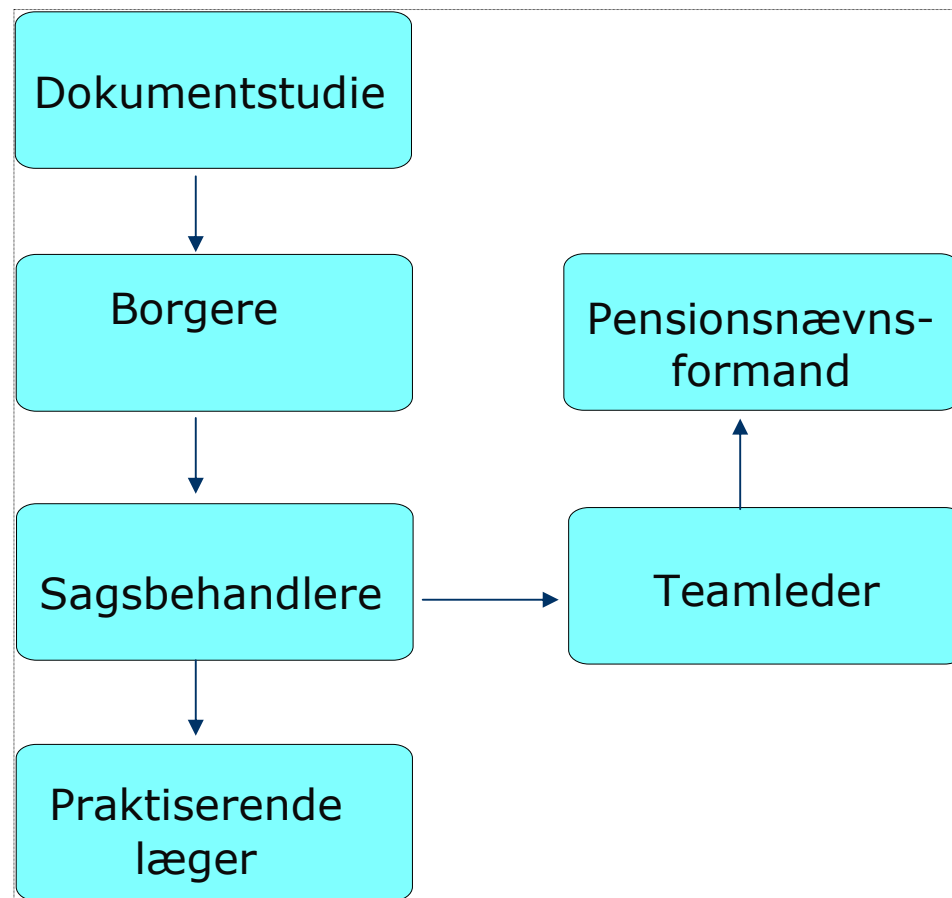 Dokumentstudie
Borgere
Pensionsnævns-
formand
Sagsbehandlere
Teamleder
Praktiserende
læger